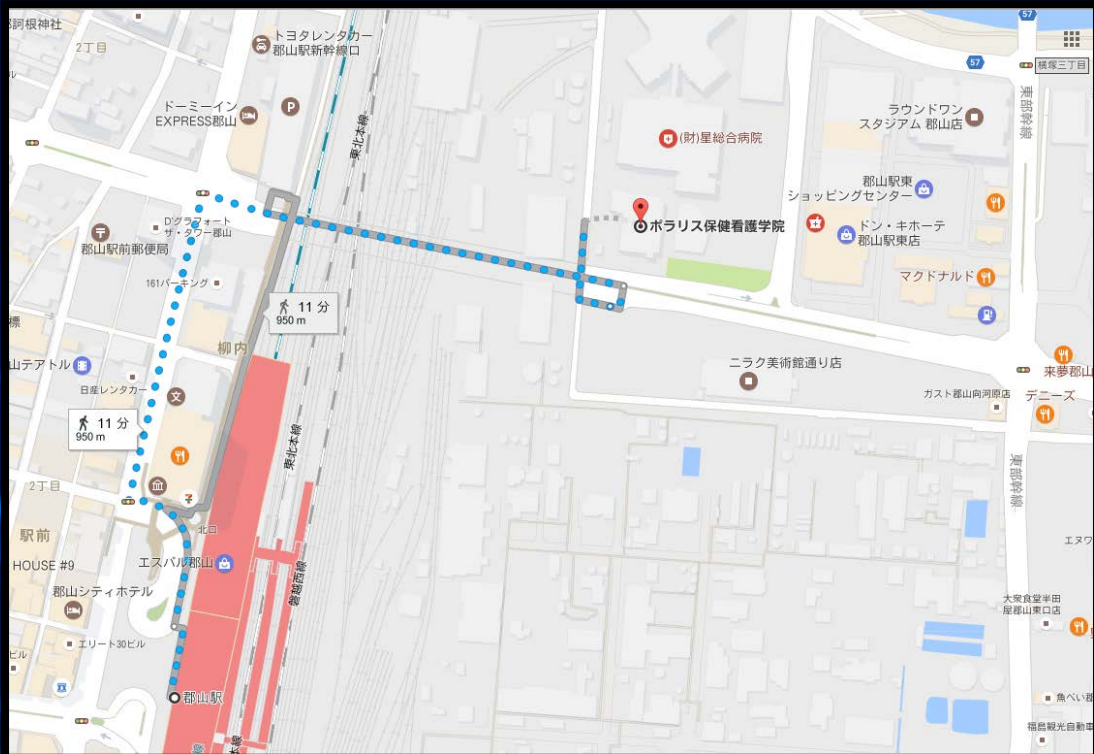 那訶根神社
2丁目
トヨタレンタカー
郡山駅新幹線口
57
57
横塚三丁目
東部幹線
ドーミーイン
EXPRESS郡山
P
東北本線
(財)星総合病院
ラウンドワン
スタジアム 郡山店
郡山駅東
ショッピングセンター
D'グラフォート
ザ・タワー郡山
郡山駅前郵便局
ポラリス保健看護学院
ドン・キホーテ
郡山駅東店
161パーキング
マクドナルド
11 分
950 m
標
柳内
山テアトル
ニラク美術館通り店
来夢郡山
日産レンタカー
文
ガスト郡山向河原店
デニーズ
11 分
950 m
東北本線
東部幹線
2丁目
7
駅前
北口
エヌワ
HOUSE #9
エスパル郡山
磐越西線
郡山シティホテル
大衆食堂半田
屋郡山東口店
エリート30ビル
ビル
郡山駅
魚べい郡
福島観光自動車
本線